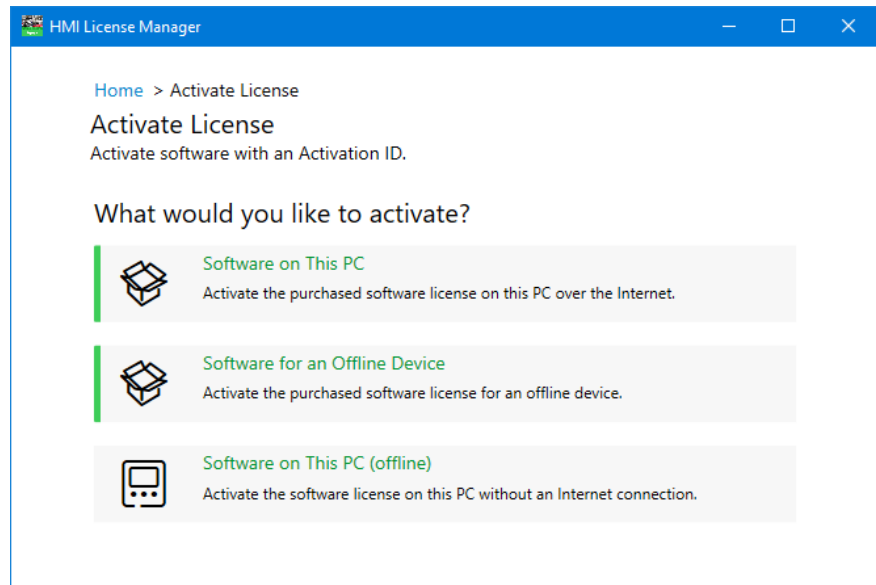 HMI License Manager
Home > Activate License
Activate License
Activate software with an Activation ID.
What would you like to activate?
Software on This PC
Activate the purchased software license on this PC over the Internet.
Software for an Offline Device
Activate the purchased software license for an offline device.
Software on This PC (offline)
Activate the software license on this PC without an Internet connection.